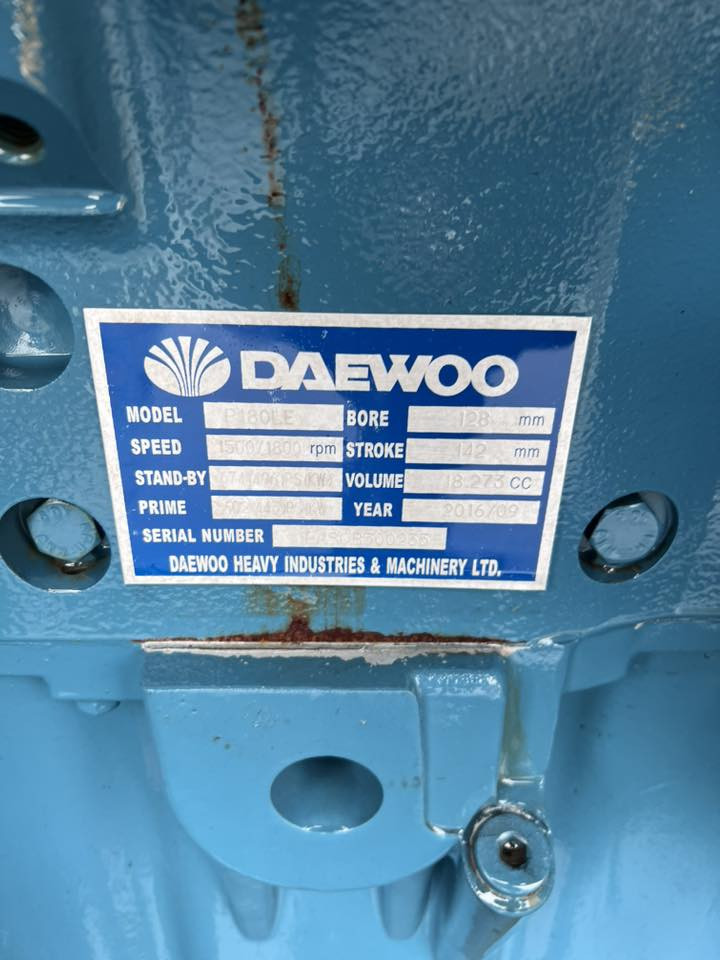 DAEWOO
MODEL P180LE BORE 128 mm
SPEED 1500/1800 rpm STROKE 142 mm
STAND-BY VOLUME 18.273 CC
PRIME YEAR 2016/09
SERIAL NUMBER
DAEWOO HEAVY INDUSTRIES & MACHINERY LTD.